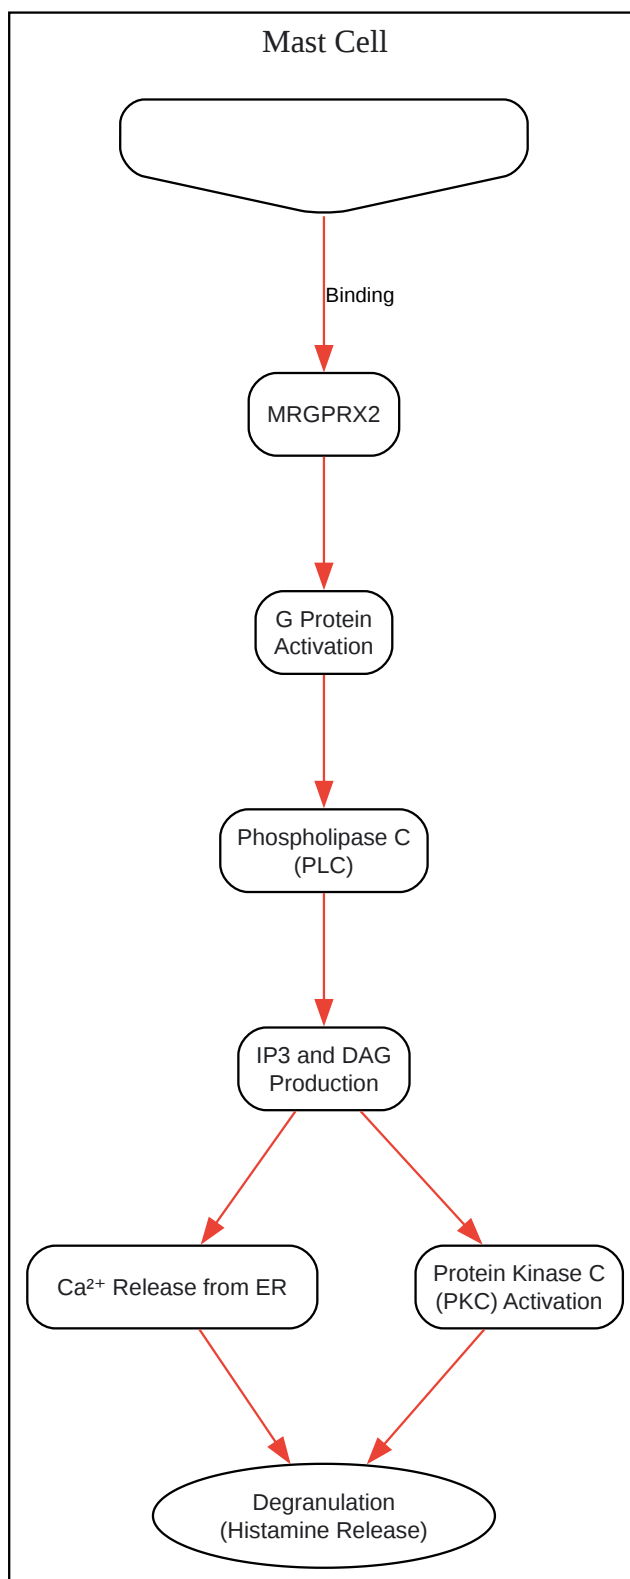 Mast Cell
Binding
MRGPRX2
G Protein
Activation
Phospholipase C
(PLC)
IP3 and DAG
Production
Ca²⁺ Release from ER
Protein Kinase C
(PKC) Activation
Degranulation
(Histamine Release)